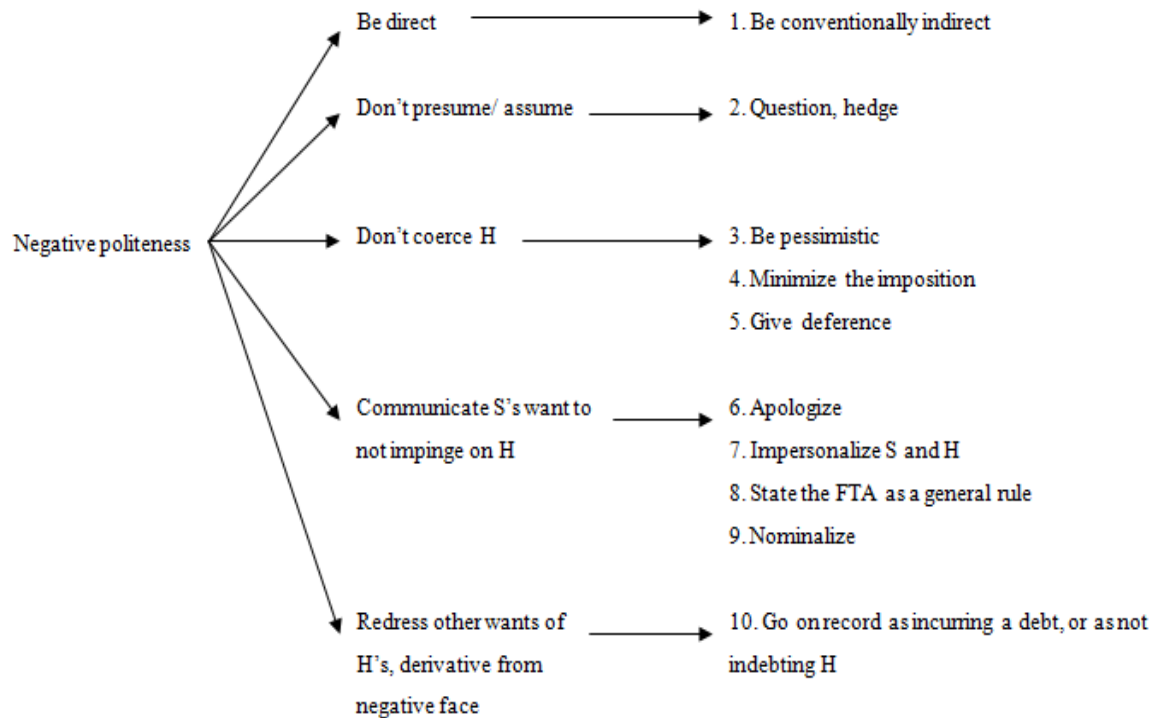 Be direct
1. Be conventionally indirect
Don't presume/ assume
2. Question, hedge
Negative politeness
Don't coerce H
3. Be pessimistic
4. Minimize the imposition
5. Give deference
Communicate S's want to
not impinge on H
6. Apologize
7. Impersonalize S and H
8. State the FTA as a general rule
9. Nominalize
Redress other wants of
H's, derivative from
negative face
10. Go on record as incurring a debt, or as not
indebting H